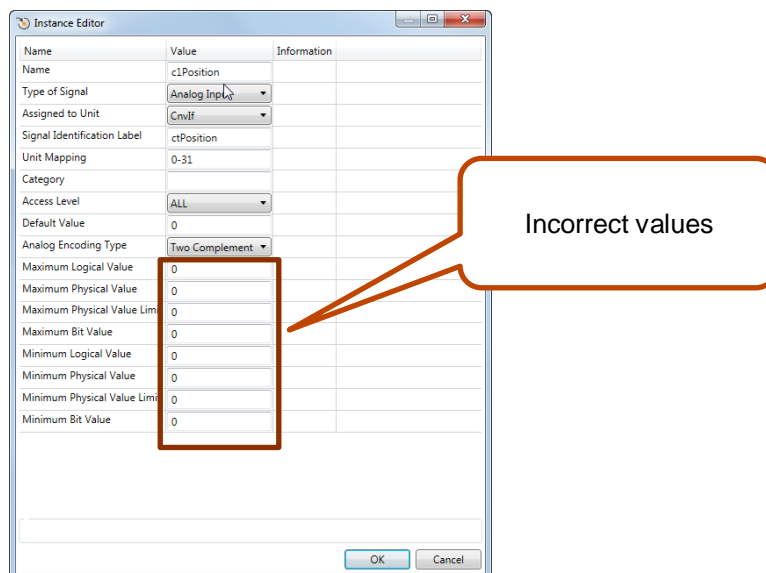 Instance Editor
Name Value Information
Name c1Position
Type of Signal Analog Input
Assigned to Unit CnvIf
Signal Identification Label ctPosition
Unit Mapping 0-31
Category
Access Level ALL
Default Value 0
Analog Encoding Type Two Complement
Maximum Logical Value 0
Maximum Physical Value 0
Maximum Physical Value Limi 0
Maximum Bit Value 0
Minimum Logical Value 0
Minimum Physical Value 0
Minimum Physical Value Limi 0
Minimum Bit Value 0
Incorrect values
OK Cancel